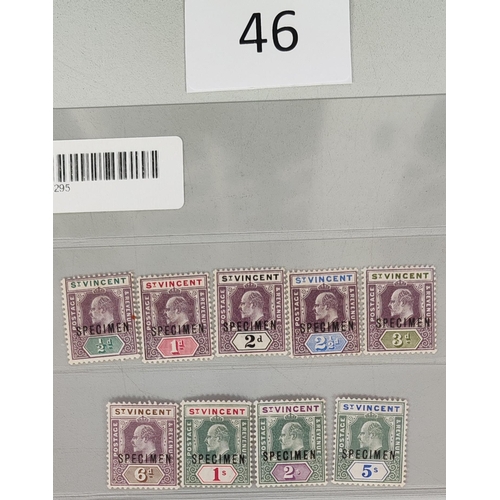 46
295
ST VINCENT
POSTAGE
& REVENUE
SPECIMEN
½d
ST VINCENT
POSTAGE
& REVENUE
SPECIMEN
1d
ST VINCENT
POSTAGE
& REVENUE
SPECIMEN
2d
ST VINCENT
POSTAGE
& REVENUE
SPECIMEN
2½d
ST VINCENT
POSTAGE
& REVENUE
SPECIMEN
3d
ST VINCENT
POSTAGE
& REVENUE
SPECIMEN
6d
ST VINCENT
POSTAGE
& REVENUE
SPECIMEN
1s
ST VINCENT
POSTAGE
& REVENUE
SPECIMEN
2s
ST VINCENT
POSTAGE
& REVENUE
SPECIMEN
5s